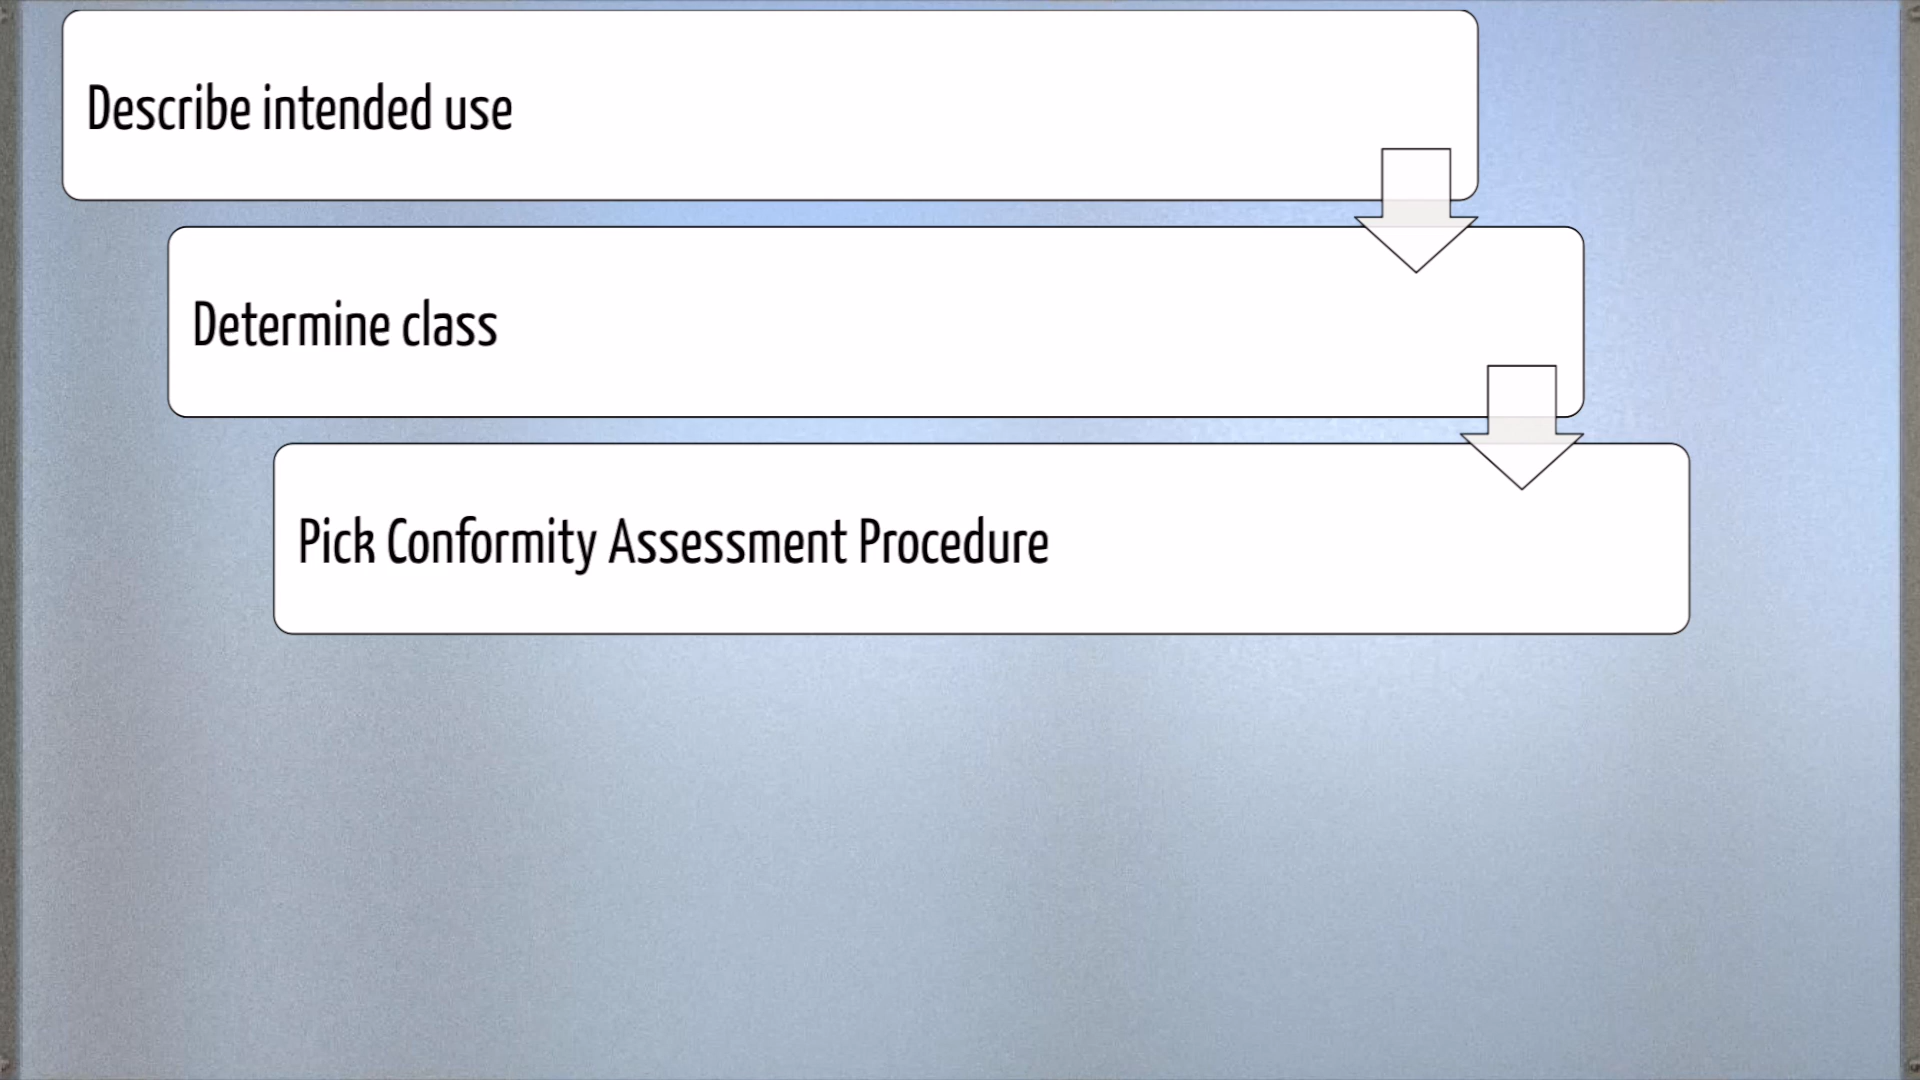 Describe intended use
Determine class
Pick Conformity Assessment Procedure